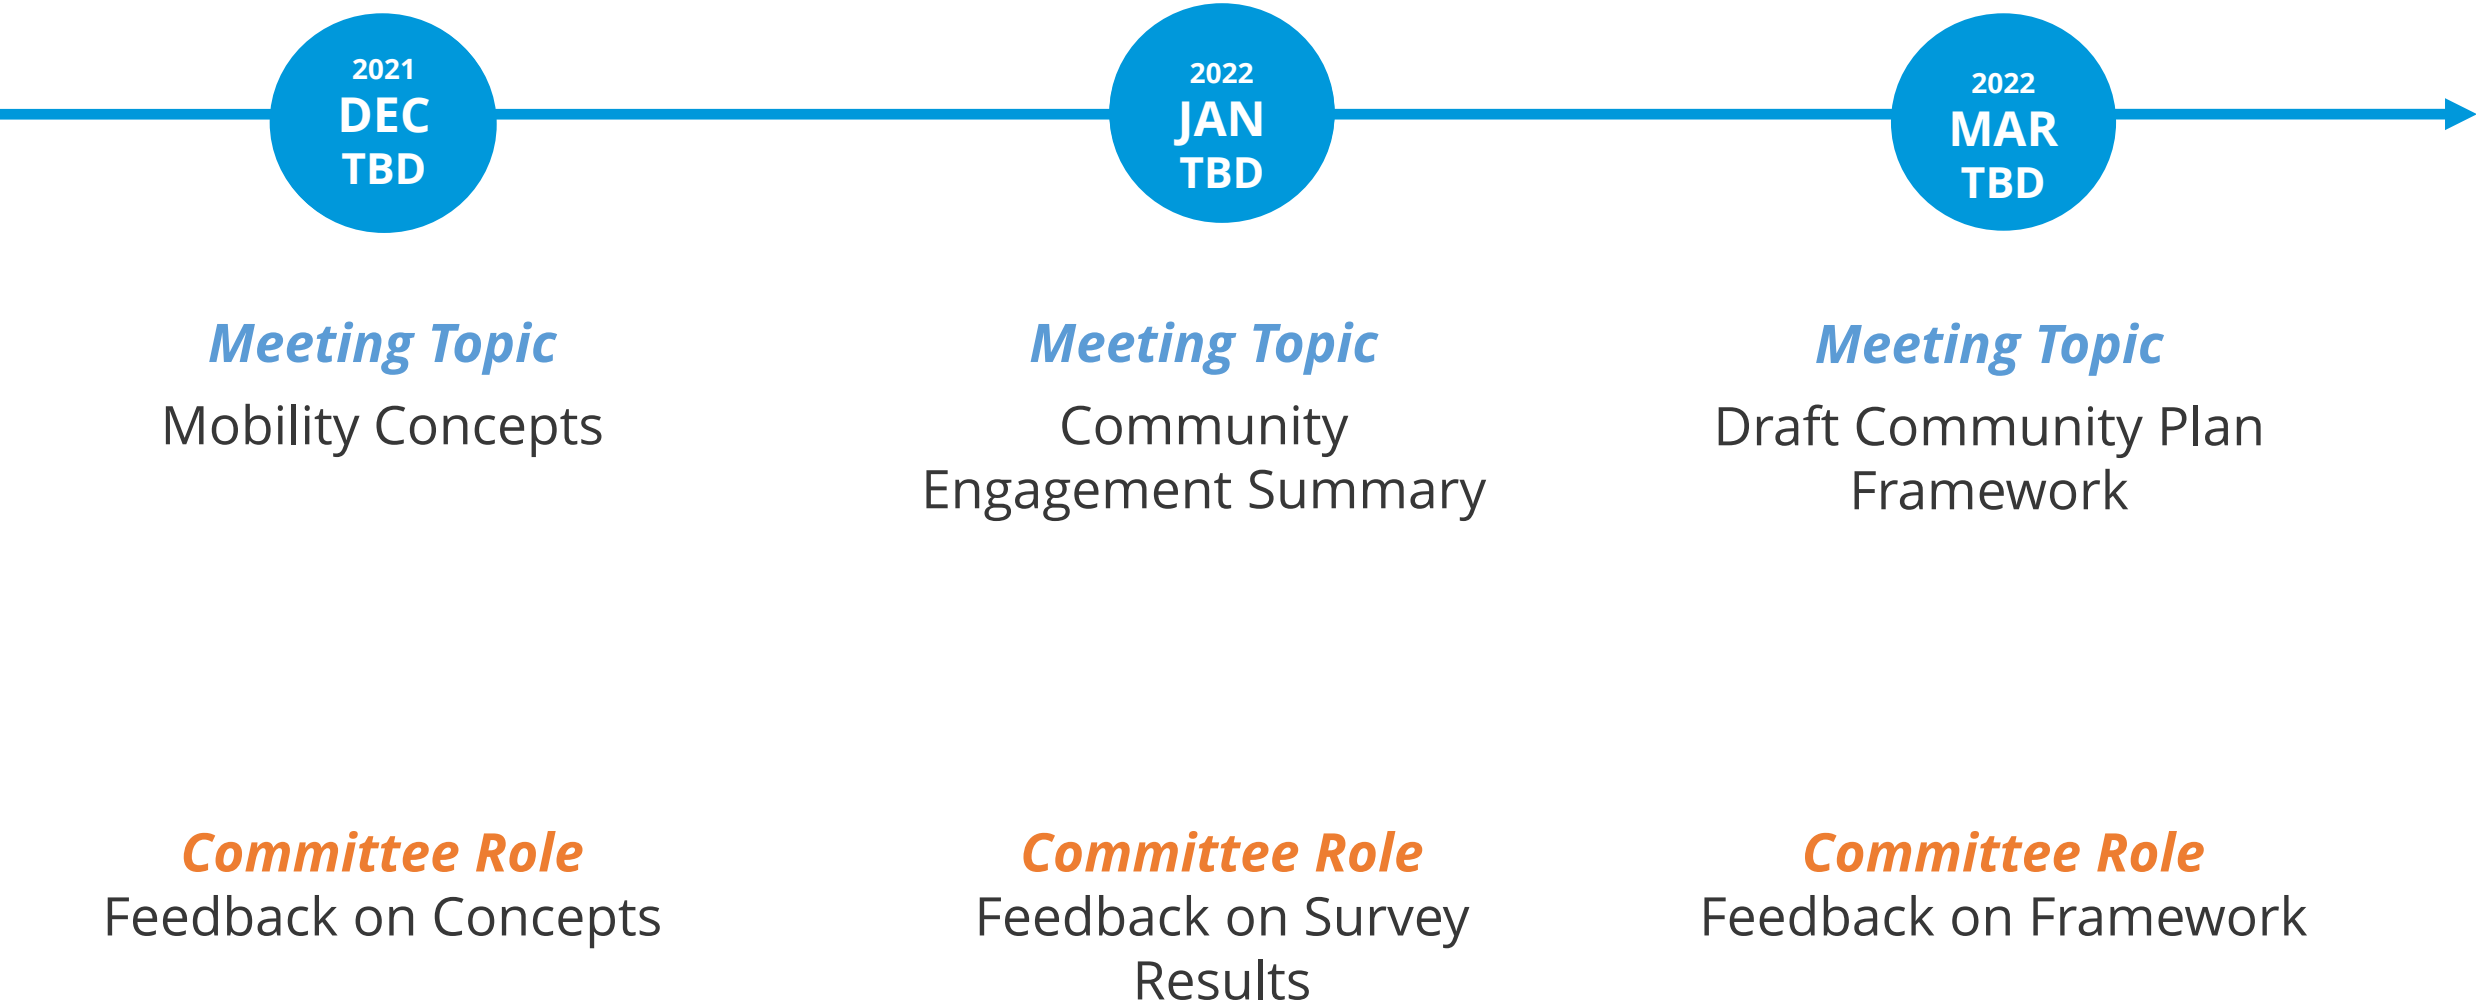 2021
DEC
TBD
2022
JAN
TBD
2022
MAR
TBD
Meeting Topic
Mobility Concepts
Meeting Topic
Community
Engagement Summary
Meeting Topic
Draft Community Plan
Framework
Committee Role
Feedback on Concepts
Committee Role
Feedback on Survey
Results
Committee Role
Feedback on Framework